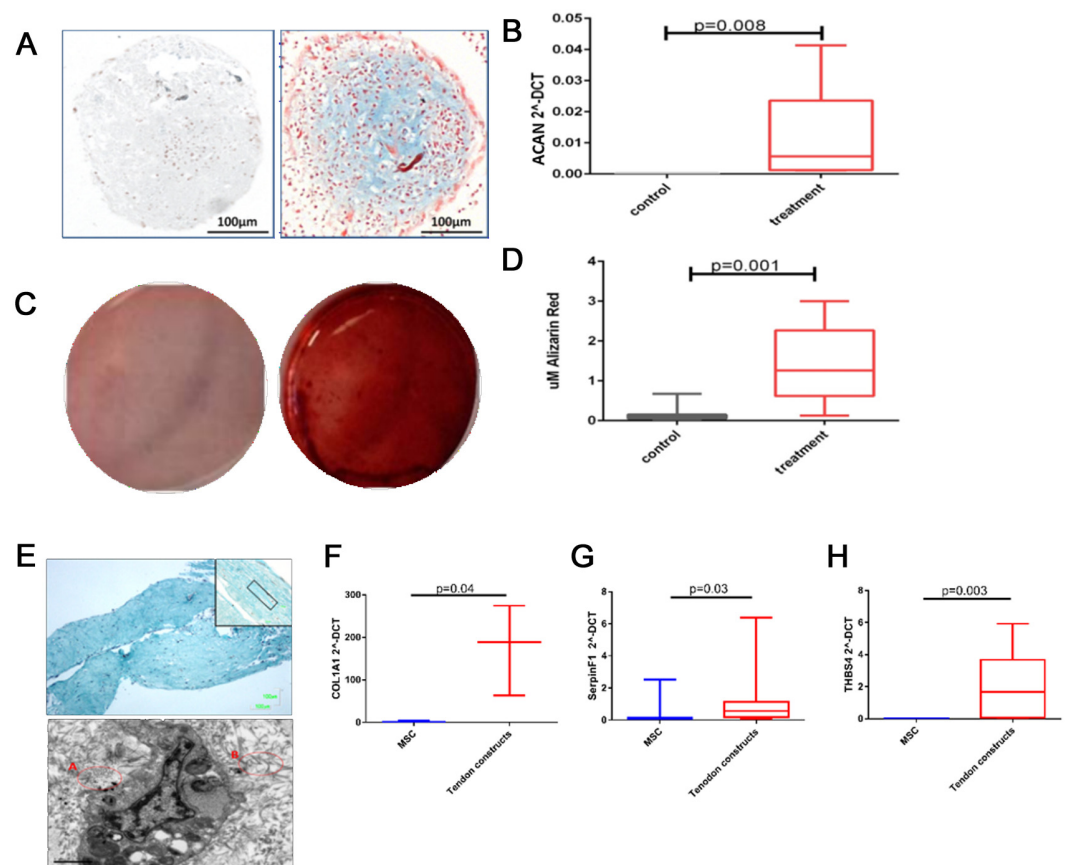 A
100µm
100µm
B
p=0.008
ACAN 2^-DCT
0.05
0.04
0.03
0.02
0.01
0.00
control
treatment
C
D
p=0.001
uM Alizarin Red
4
3
2
1
0
control
treatment
E
A
B
F
p=0.04
COL1A1 2^-DCT
300
200
100
0
MSC
Tendon constructs
G
p=0.03
SerpinF1 2^-DCT
8
6
4
2
0
MSC
Tenodon constructs
H
p=0.003
THBS4 2^-DCT
8
6
4
2
0
MSC
Tendon constructs